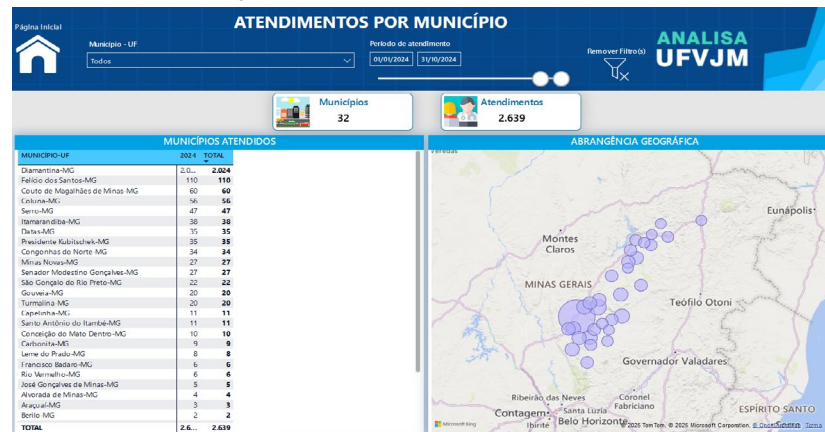 ATENDIMENTOS POR MUNICÍPIO
Página Inicial
Município - UF
Todos
Período de atendimento
01/01/2024 31/10/2024
Remover Filtro(s)
ANALISA
UFVJM
Municípios
32
Atendimentos
2.639
MUNICÍPIOS ATENDIDOS
MUNICÍPIO-UF 2024 TOTAL
Diamantina-MG 2.0... 2.024
Felício dos Santos-MG 110 110
Couto de Magalhães de Minas-MG 60 60
Coluna-MG 56 56
Serro-MG 47 47
Itamarandiba-MG 38 38
Datas-MG 35 35
Presidente Kubitschek-MG 35 35
Congonhas do Norte-MG 34 34
Minas Novas-MG 27 27
Senador Modestino Gonçalves-MG 27 27
São Gonçalo do Rio Preto-MG 22 22
Gouveia-MG 20 20
Turmalina-MG 20 20
Capelinha-MG 11 11
Santo Antônio do Itambé-MG 11 11
Conceição do Mato Dentro-MG 10 10
Carbonita-MG 9 9
Leme do Prado-MG 8 8
Francisco Badaró-MG 6 6
Rio Vermelho-MG 6 6
José Gonçalves de Minas-MG 5 5
Alvorada de Minas-MG 4 4
Araçuaí-MG 3 3
Berilo-MG 2 2
TOTAL 2.6... 2.639
ABRANGÊNCIA GEOGRÁFICA
Veredas
Eunápolis
Montes
Claros
MINAS GERAIS
Teófilo Otoni
Governador Valadares
Ribeirão das Neves
Coronel
Fabriciano
Contagem
Santa Luzia
ESPÍRITO SANTO
Ibirité
Belo Horizonte
Microsoft Bing
© 2025 TomTom, © 2025 Microsoft Corporation, © OpenStreetMap Terms